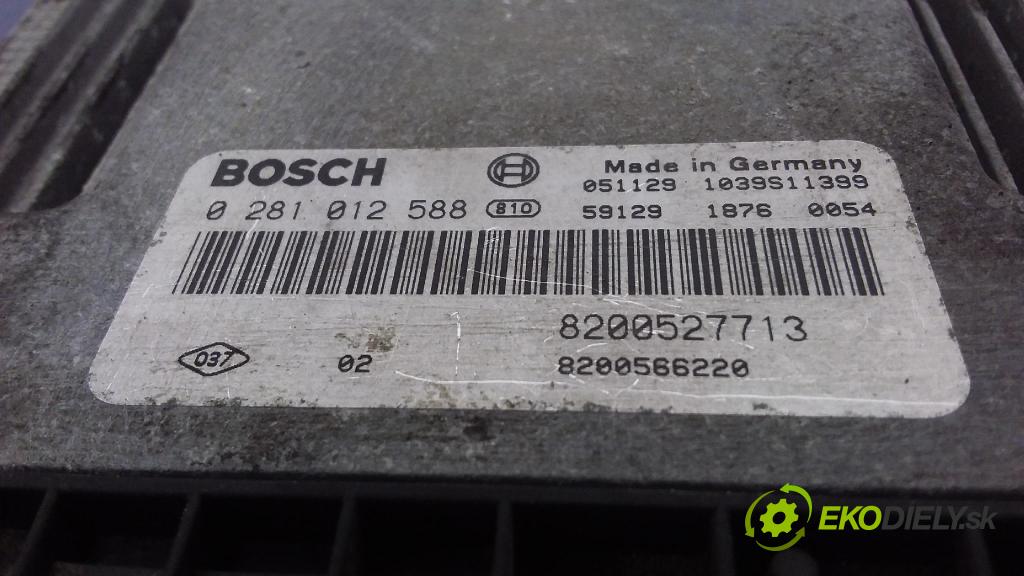 BOSCH Made in Germany
051129 1039S11399
0 281 012 588 810 59129 1876 0054
8200527713
037 02 8200566220
EKODIELY.sk